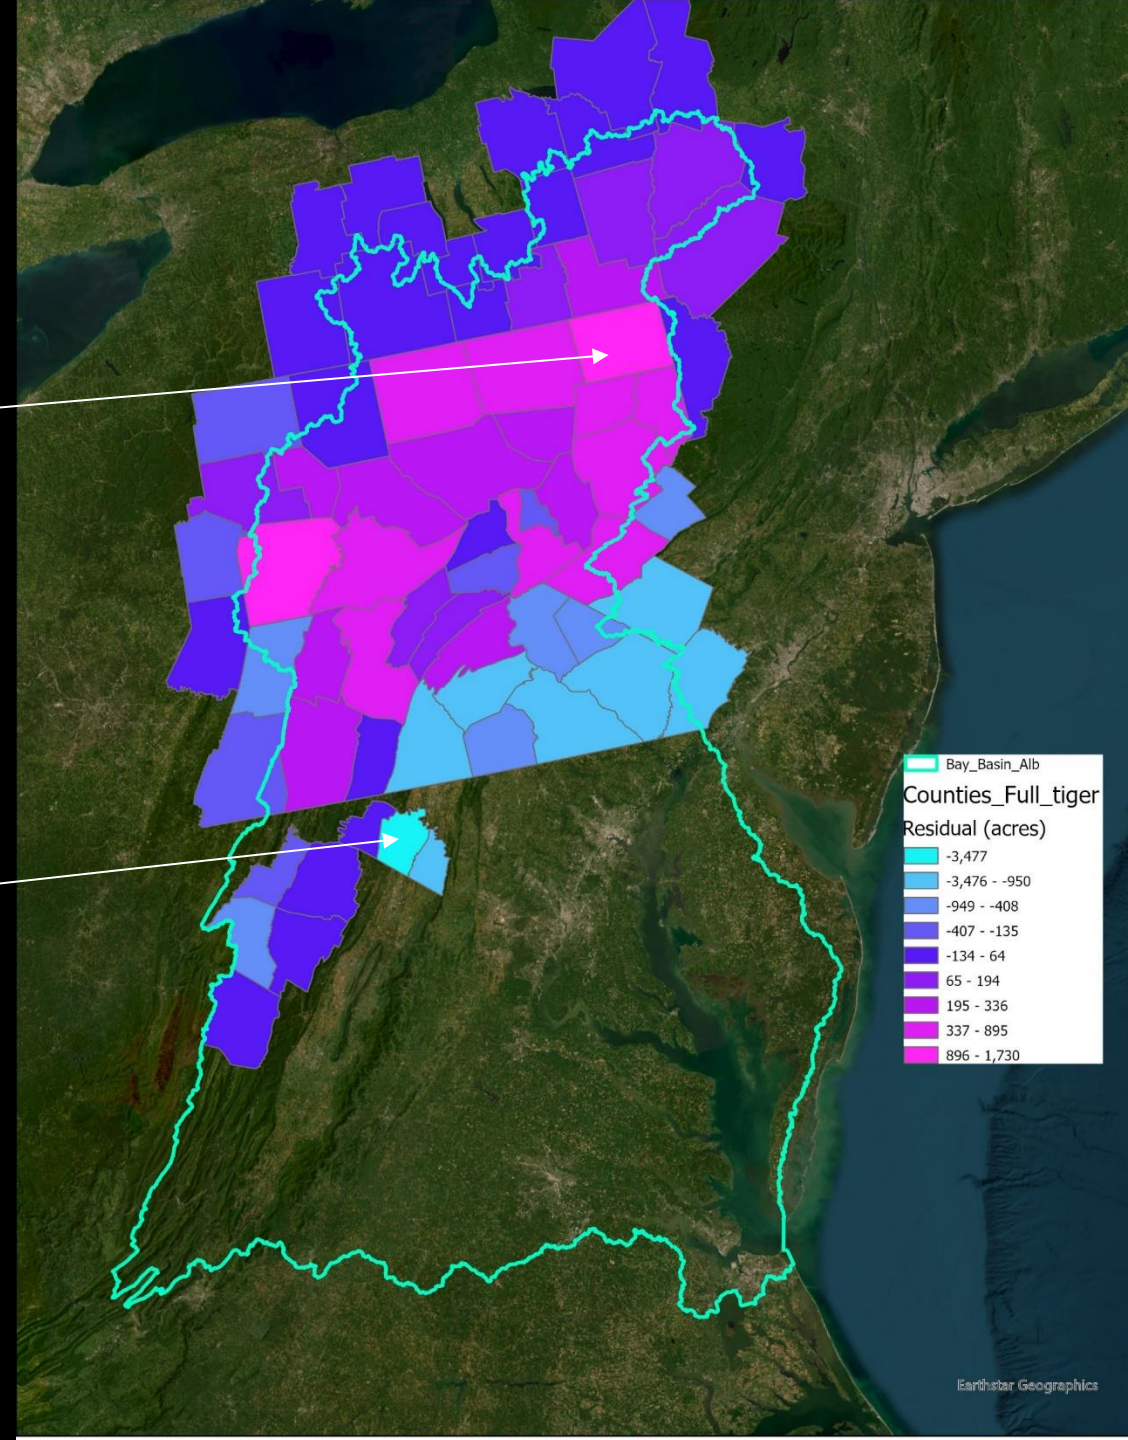 Bay_Basin_Alb
Counties_Full_tiger
Residual (acres)
-3,477
-3,476 - -950
-949 - -408
-407 - -135
-134 - 64
65 - 194
195 - 336
337 - 895
896 - 1,730
Earthstar Geographics